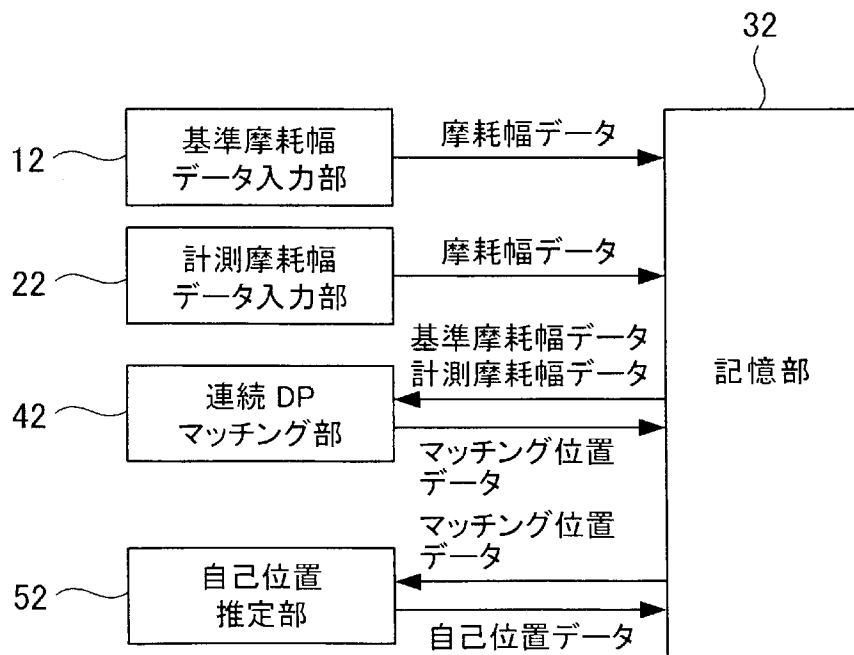 32
12
基準摩耗幅
データ入力部
摩耗幅データ
22
計測摩耗幅
データ入力部
摩耗幅データ
基準摩耗幅データ
計測摩耗幅データ
記憶部
42
連続 DP
マッチング部
マッチング位置
データ
マッチング位置
データ
52
自己位置
推定部
自己位置データ